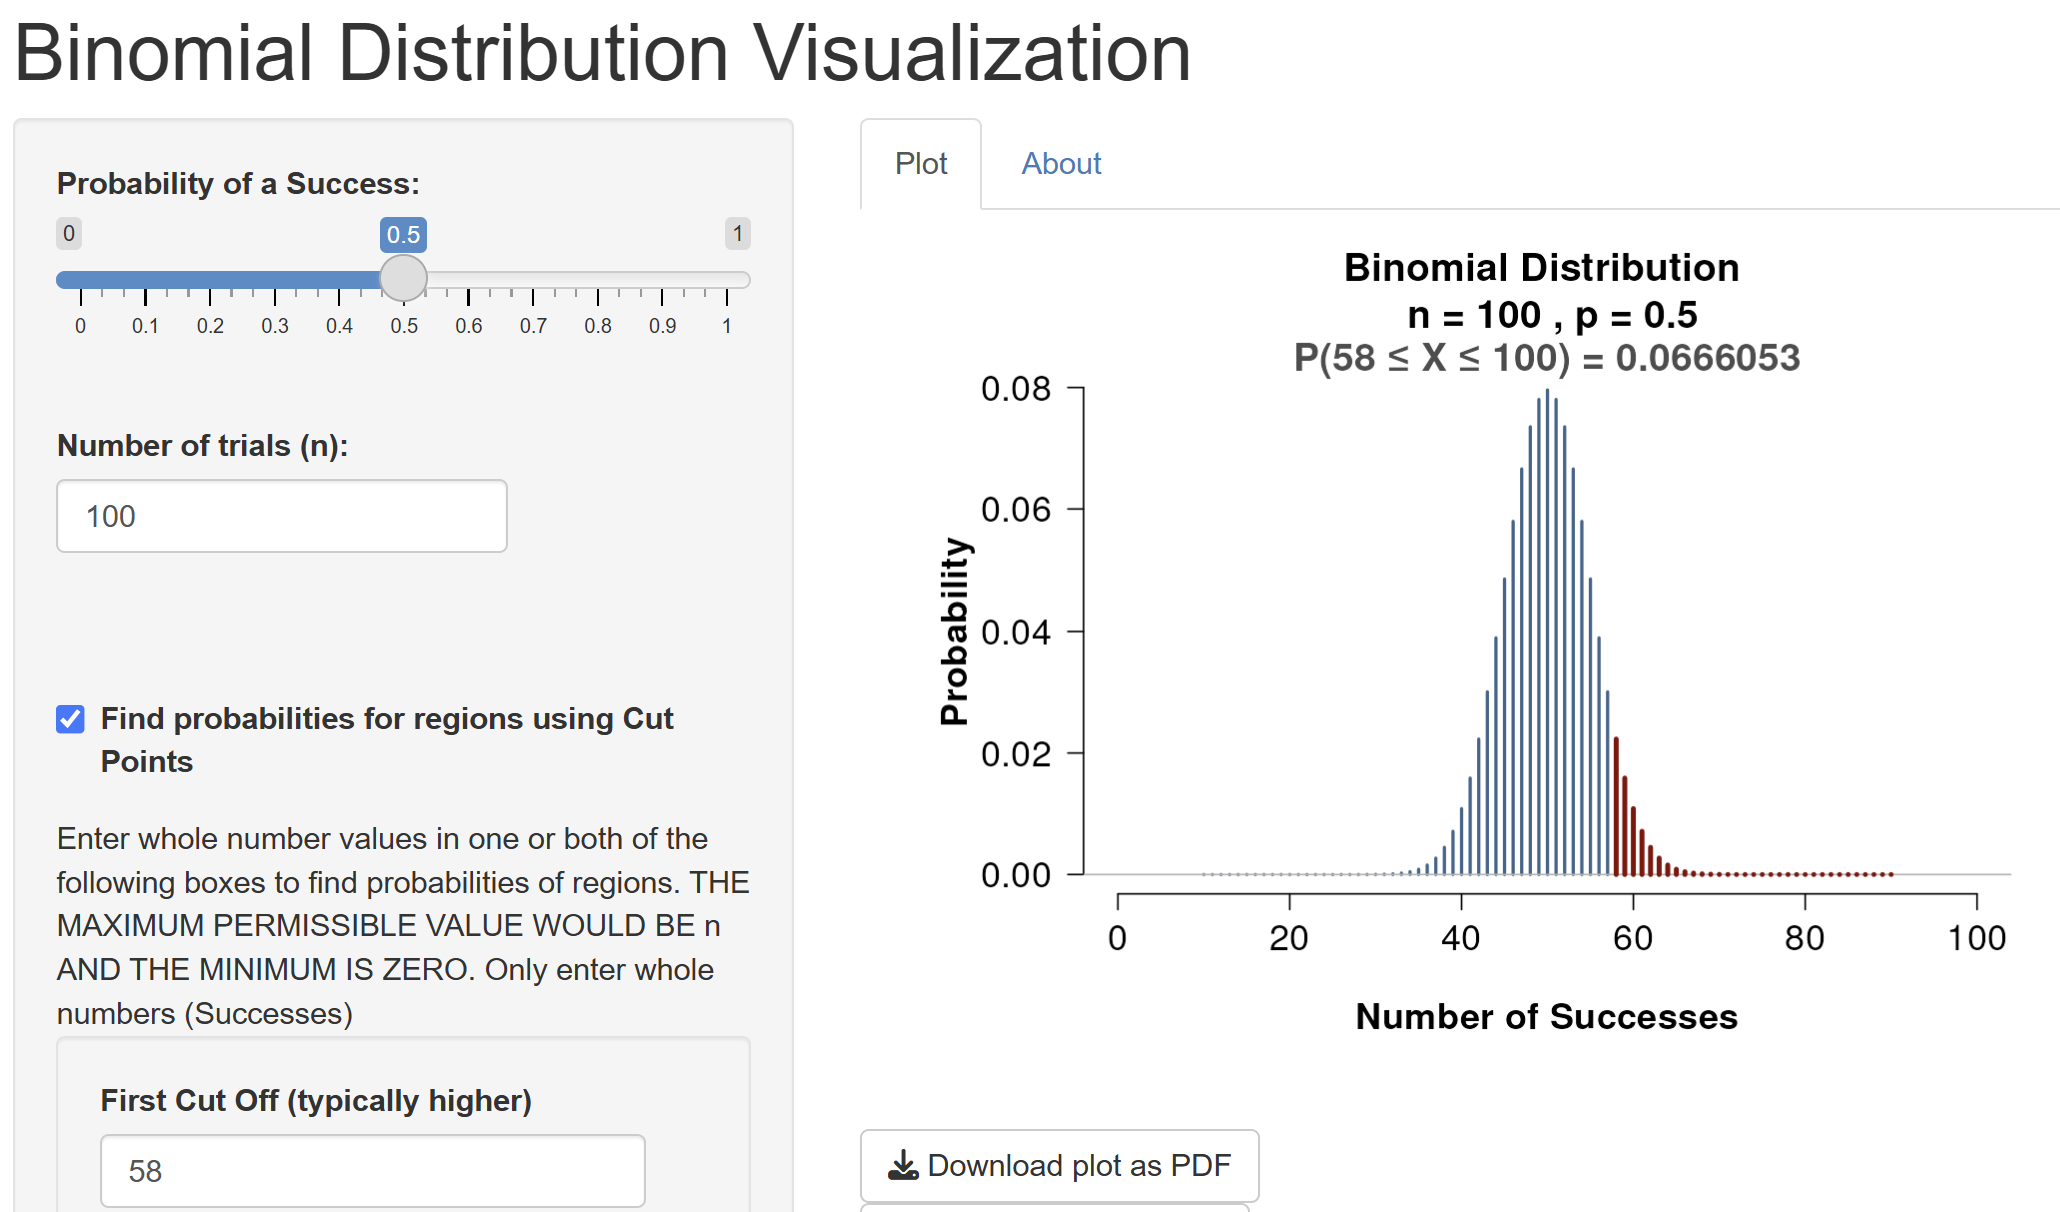 Binomial Distribution Visualization
Probability of a Success:
0 0.5 1
0 0.1 0.2 0.3 0.4 0.5 0.6 0.7 0.8 0.9 1
Number of trials (n):
100
Find probabilities for regions using Cut
Points
Enter whole number values in one or both of the
following boxes to find probabilities of regions. THE
MAXIMUM PERMISSIBLE VALUE WOULD BE n
AND THE MINIMUM IS ZERO. Only enter whole
numbers (Successes)
First Cut Off (typically higher)
58
Plot About
Binomial Distribution
n = 100 , p = 0.5
P(58 ≤ X ≤ 100) = 0.0666053
Probability
0.08
0.06
0.04
0.02
0.00
0 20 40 60 80 100
Number of Successes
Download plot as PDF